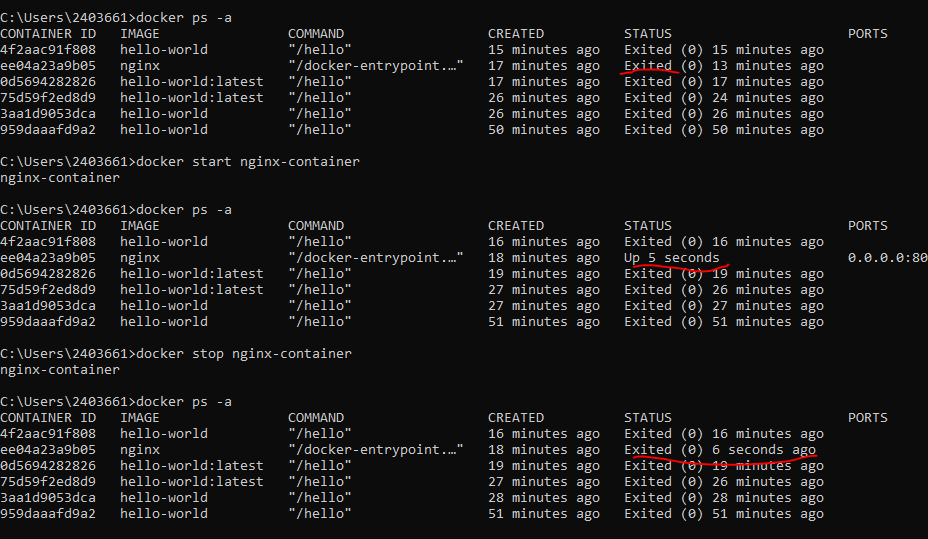 C:\Users\2403661>docker ps -a
CONTAINER ID   IMAGE                COMMAND                  CREATED          STATUS                      PORTS
4f2aac91f808   hello-world          "/hello"                 15 minutes ago   Exited (0) 15 minutes ago
ee04a23a9b05   nginx                "/docker-entrypoint.…"   17 minutes ago   Exited (0) 13 minutes ago
0d5694282826   hello-world:latest   "/hello"                 17 minutes ago   Exited (0) 17 minutes ago
75d59f2ed8d9   hello-world:latest   "/hello"                 26 minutes ago   Exited (0) 24 minutes ago
3aa1d9053dca   hello-world          "/hello"                 26 minutes ago   Exited (0) 26 minutes ago
959daaafd9a2   hello-world          "/hello"                 50 minutes ago   Exited (0) 50 minutes ago
C:\Users\2403661>docker start nginx-container
nginx-container
C:\Users\2403661>docker ps -a
CONTAINER ID   IMAGE                COMMAND                  CREATED          STATUS                      PORTS
4f2aac91f808   hello-world          "/hello"                 16 minutes ago   Exited (0) 16 minutes ago
ee04a23a9b05   nginx                "/docker-entrypoint.…"   18 minutes ago   Up 5 seconds                0.0.0.0:80
0d5694282826   hello-world:latest   "/hello"                 19 minutes ago   Exited (0) 19 minutes ago
75d59f2ed8d9   hello-world:latest   "/hello"                 27 minutes ago   Exited (0) 26 minutes ago
3aa1d9053dca   hello-world          "/hello"                 27 minutes ago   Exited (0) 27 minutes ago
959daaafd9a2   hello-world          "/hello"                 51 minutes ago   Exited (0) 51 minutes ago
C:\Users\2403661>docker stop nginx-container
nginx-container
C:\Users\2403661>docker ps -a
CONTAINER ID   IMAGE                COMMAND                  CREATED          STATUS                      PORTS
4f2aac91f808   hello-world          "/hello"                 16 minutes ago   Exited (0) 16 minutes ago
ee04a23a9b05   nginx                "/docker-entrypoint.…"   18 minutes ago   Exited (0) 6 seconds ago
0d5694282826   hello-world:latest   "/hello"                 19 minutes ago   Exited (0) 19 minutes ago
75d59f2ed8d9   hello-world:latest   "/hello"                 27 minutes ago   Exited (0) 26 minutes ago
3aa1d9053dca   hello-world          "/hello"                 28 minutes ago   Exited (0) 28 minutes ago
959daaafd9a2   hello-world          "/hello"                 51 minutes ago   Exited (0) 51 minutes ago